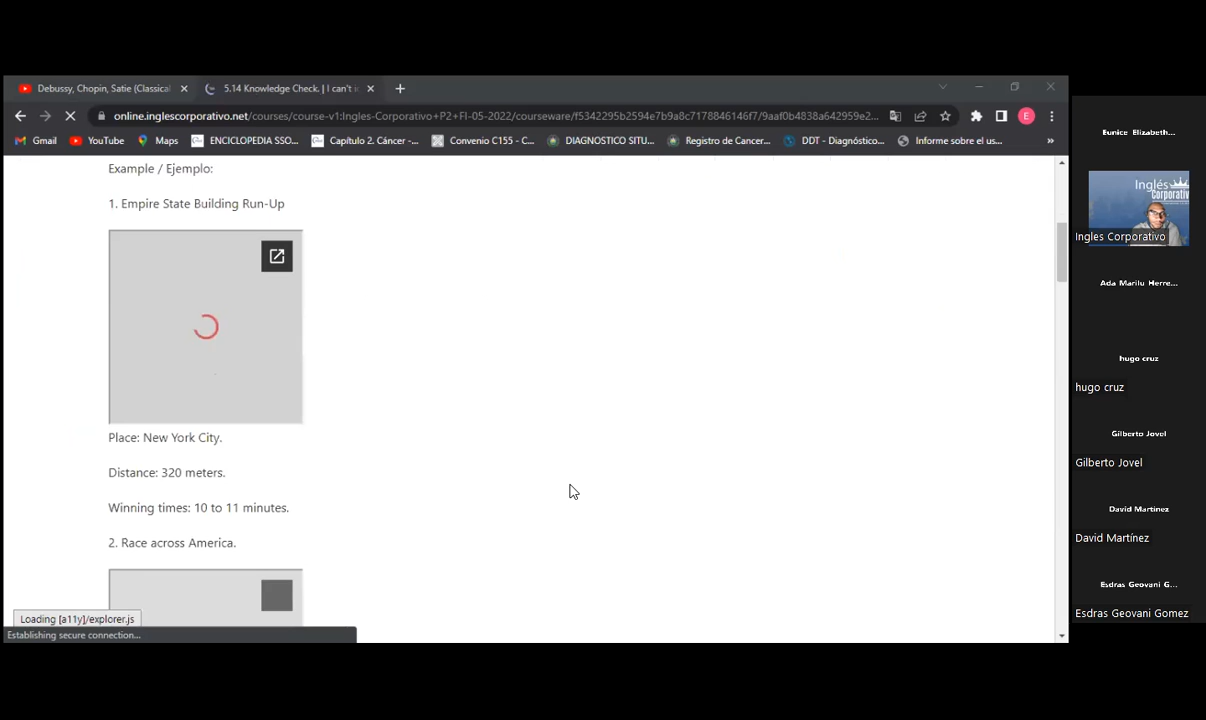 Debussy, Chopin, Satie (Classical
5.14 Knowledge Check. | I can't i
online.inglescorporativo.net/courses/course-v1:Ingles-Corporativo+P2+FI-05-2022/courseware/f5342295b2594e7b9a8c7178846146f7/9aaf0b4838a642959e2...
E
Gmail
YouTube
Maps
ENCICLOPEDIA SSO...
Capítulo 2. Cáncer -...
Convenio C155 - C...
DIAGNOSTICO SITU...
Registro de Cancer...
DDT - Diagnóstico...
Informe sobre el us...
»
Example / Ejemplo:
1. Empire State Building Run-Up
Place: New York City.
Distance: 320 meters.
Winning times: 10 to 11 minutes.
2. Race across America.
Loading [a11y]/explorer.js
Establishing secure connection...
Eunice Elizabeth...
Inglés
Corporativo
Ingles Corporativo
Ada Marilu Herre...
hugo cruz
hugo cruz
Gilberto Jovel
Gilberto Jovel
David Martínez
David Martínez
Esdras Geovani G...
Esdras Geovani Gomez